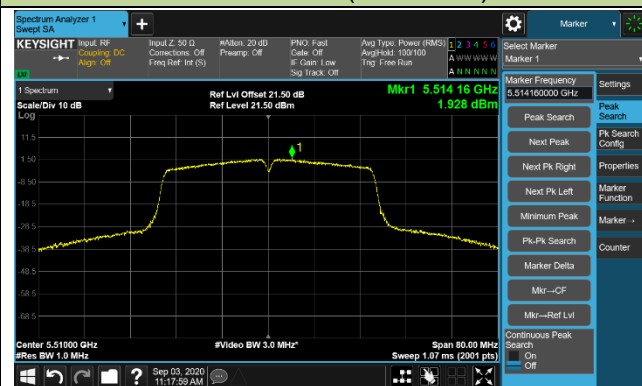 Spectrum Analyzer 1
Swept SA
Marker
KEYSIGHT Input: RF
Coupling: DC
Align: Off
Input Z: 50 Ω
Corrections: Off
Freq Ref: Int (S)
#Atten: 20 dB
Preamp: Off
PNO: Fast
Gate: Off
IF Gain: Low
Sig Track: Off
Avg Type: Power (RMS)
Avg|Hold: 100/100
Trig: Free Run
1 2 3 4 5 6
A W W W W W
A N N N N N
Select Marker
Marker 1
Marker Frequency
5.514160000 GHz
Settings
Peak Search
Next Peak
Next Pk Right
Next Pk Left
Minimum Peak
Pk-Pk Search
Marker Delta
Mkr→CF
Mkr→Ref Lvl
Continuous Peak
Search
On
Off
Peak
Search
Pk Search
Config
Properties
Marker
Function
Marker→
Counter
1 Spectrum
Scale/Div 10 dB
Log
Ref Lvl Offset 21.50 dB
Ref Level 21.50 dBm
Mkr1 5.514 16 GHz
1.928 dBm
1
11.5
1.50
-8.50
-18.5
-28.5
-38.5
-48.5
-58.5
-68.5
Center 5.51000 GHz
#Res BW 1.0 MHz
#Video BW 3.0 MHz*
Span 80.00 MHz
Sweep 1.07 ms (2001 pts)
Sep 03, 2020
11:17:59 AM